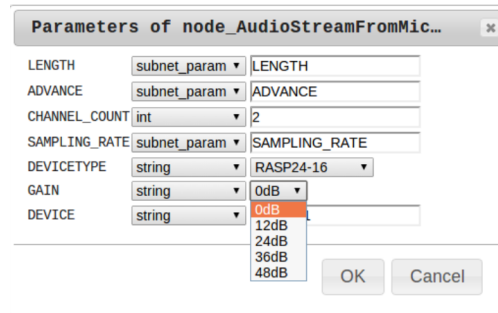 Parameters of node_AudioStreamFromMic…
×
LENGTH subnet_param ▼ LENGTH
ADVANCE subnet_param ▼ ADVANCE
CHANNEL_COUNT int ▼ 2
SAMPLING_RATE subnet_param ▼ SAMPLING_RATE
DEVICETYPE string ▼ RASP24-16 ▼
GAIN string ▼ 0dB ▼
DEVICE string ▼
0dB
12dB
24dB
36dB
48dB
OK Cancel